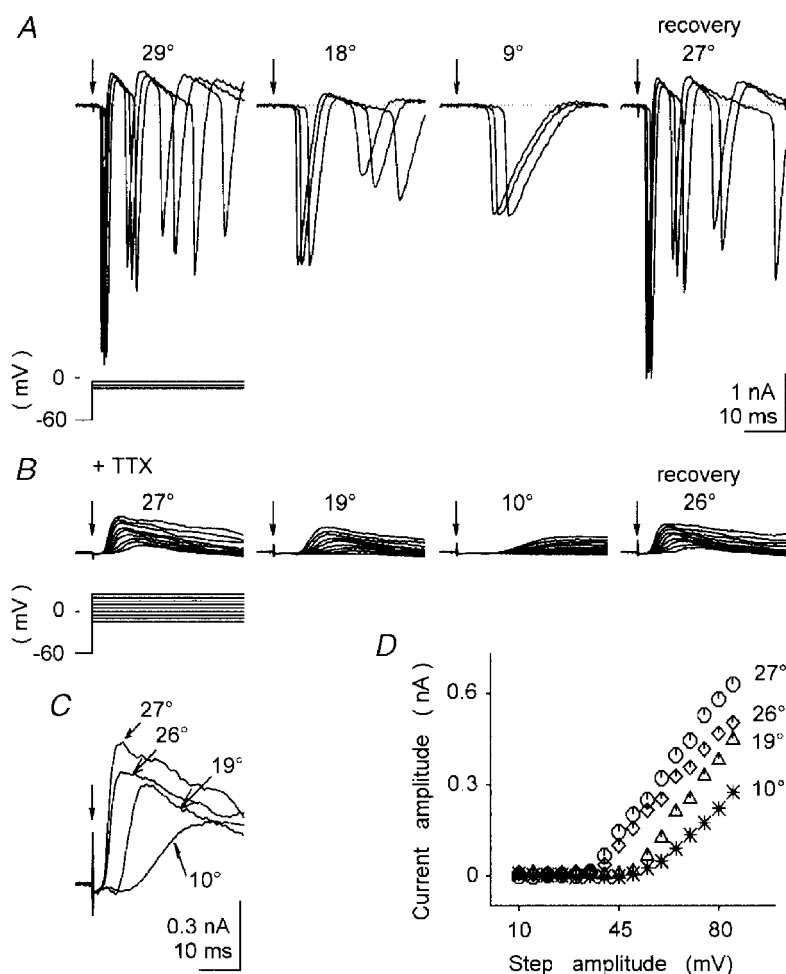 A
29°
18°
9°
recovery
27°
( mV )
0
-60
1 nA
10 ms
B
+ TTX
27°
19°
10°
recovery
26°
( mV )
0
-60
C
27°
26°
19°
10°
0.3 nA
10 ms
D
Current amplitude ( nA )
0.6
0.3
0
27°
26°
19°
10°
10 45 80
Step amplitude (mV)